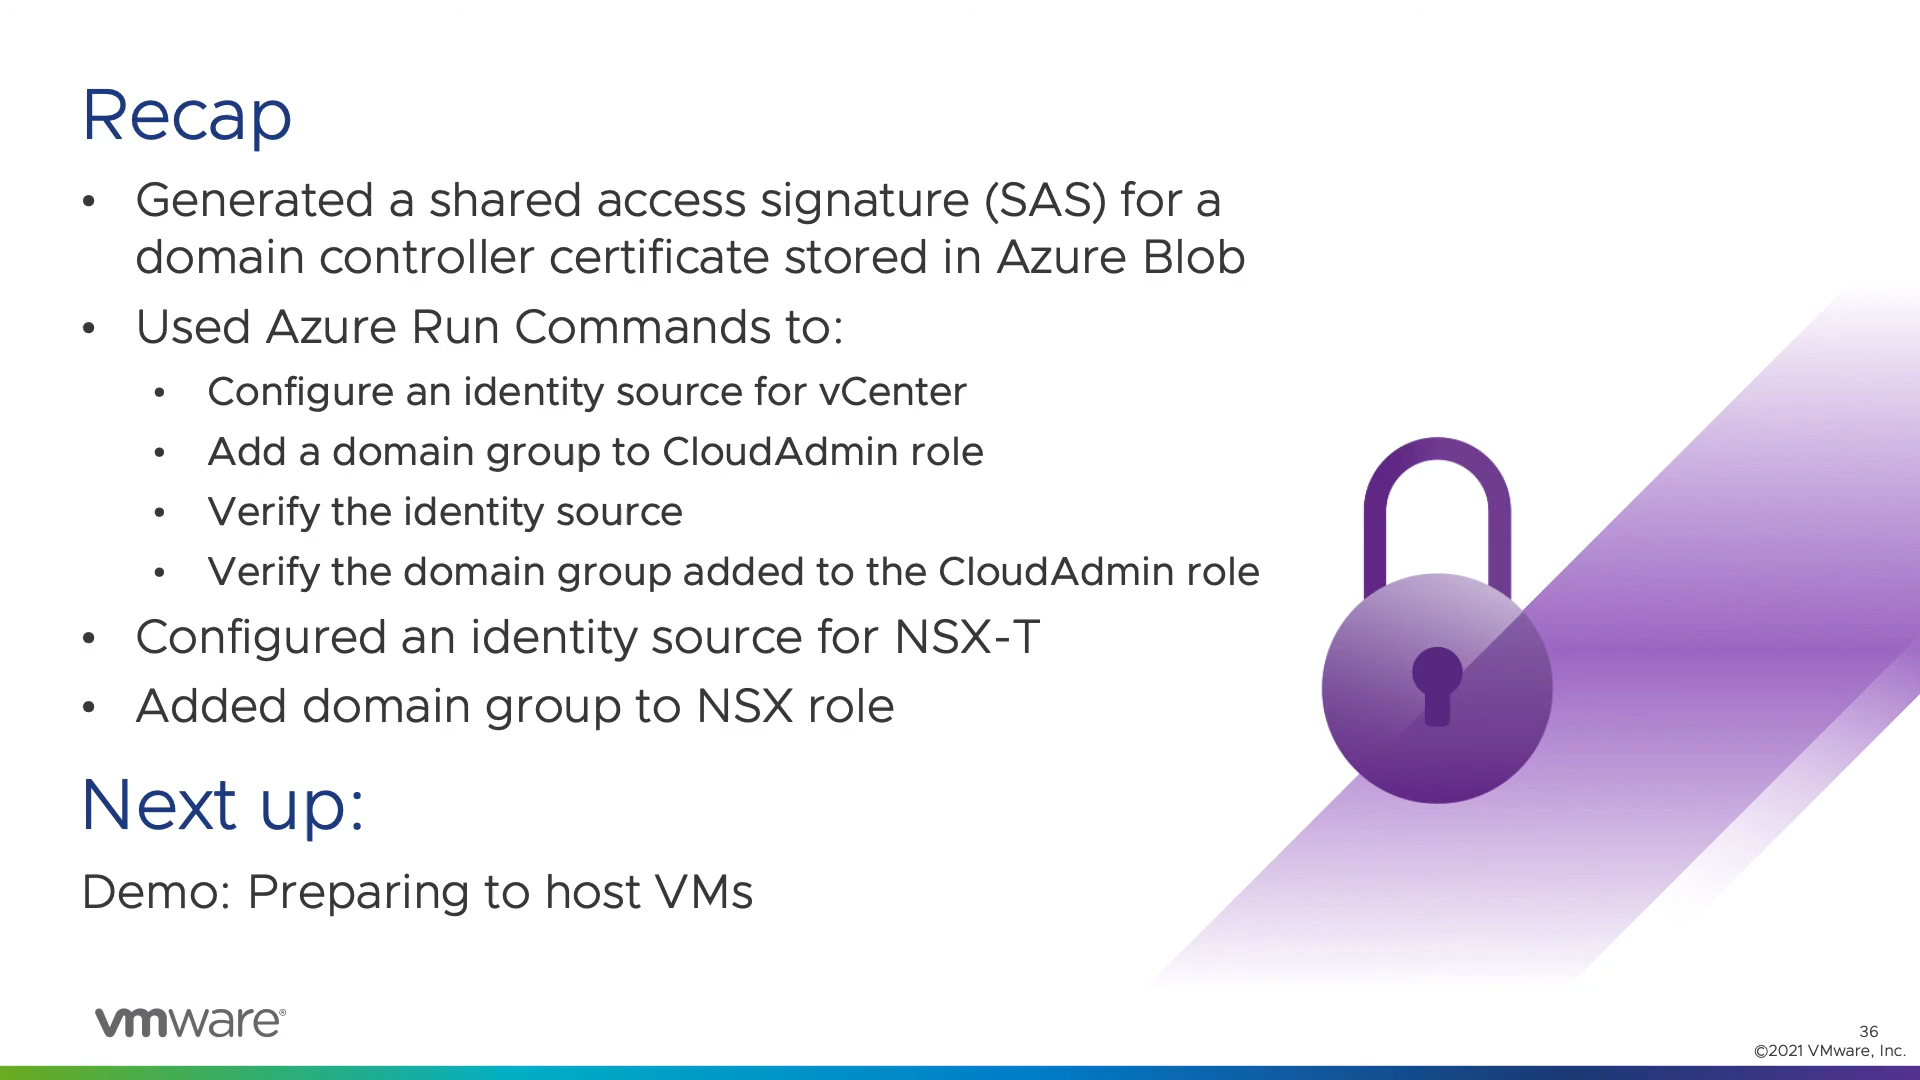 Recap
• Generated a shared access signature (SAS) for a
domain controller certificate stored in Azure Blob
• Used Azure Run Commands to:
• Configure an identity source for vCenter
• Add a domain group to CloudAdmin role
• Verify the identity source
• Verify the domain group added to the CloudAdmin role
• Configured an identity source for NSX-T
• Added domain group to NSX role
Next up:
Demo: Preparing to host VMs
vmware®
36
©2021 VMware, Inc.